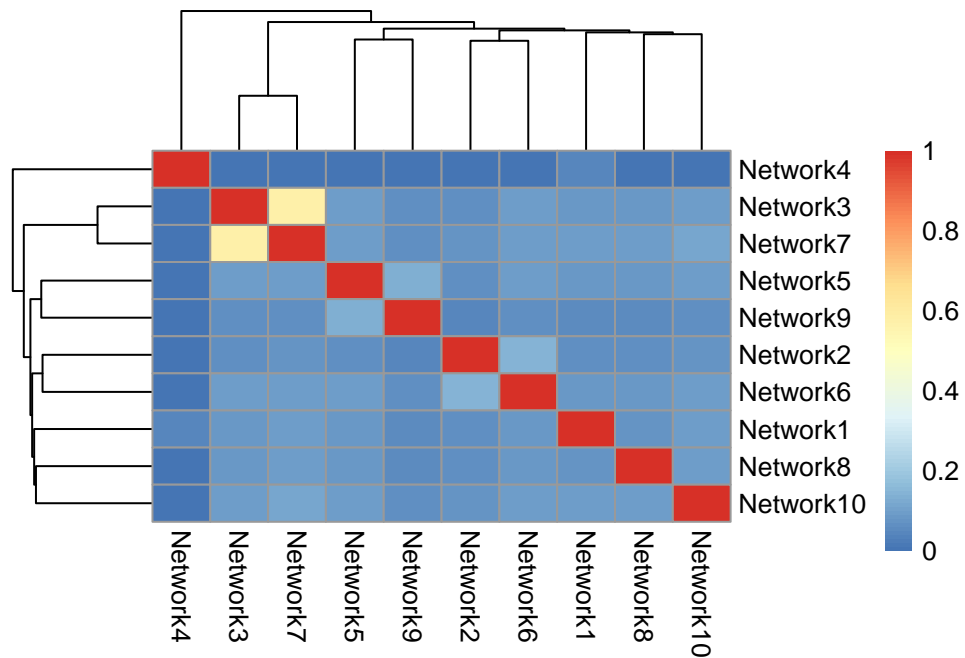 Network4
Network3
Network7
Network5
Network9
Network2
Network6
Network1
Network8
Network10
1
0.8
0.6
0.4
0.2
0
Network4
Network3
Network7
Network5
Network9
Network2
Network6
Network1
Network8
Network10